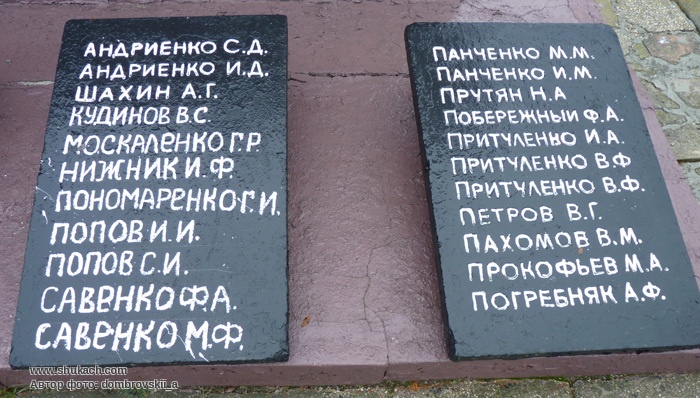 АНДРИЕНКО С.Д.
АНДРИЕНКО И.Д.
ШАХИН А.Г.
КУДИНОВ В.С.
МОСКАЛЕНКО Г.Р.
НИЖНИК И.Ф.
ПОНОМАРЕНКО Г.И.
ПОПОВ И.И.
ПОПОВ С.И.
САВЕНКО Ф.А.
САВЕНКО М.Ф.
ПАНЧЕНКО М.М.
ПАНЧЕНКО И.М.
ПРУТЯН Н.А
ПОБЕРЕЖНЫЙ Ф.А.
ПРИТУЛЕНКО И.А.
ПРИТУЛЕНКО В.Ф
ПРИТУЛЕНКО В.Ф.
ПЕТРОВ В.Г.
ПАХОМОВ В.М.
ПРОКОФЬЕВ М.А.
ПОГРЕБНЯК А.Ф.
www.shukach.com
Автор фото: dombrovskii_a